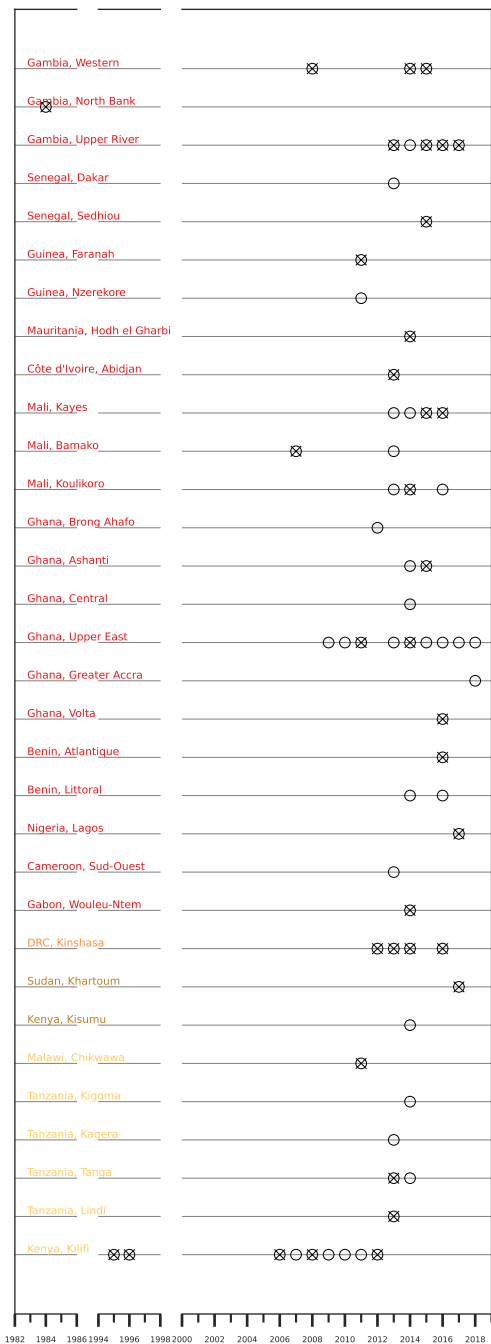 Gambia, Western
Gambia, North Bank
Gambia, Upper River
Senegal, Dakar
Senegal, Sedhiou
Guinea, Faranah
Guinea, Nzerekore
Mauritania, Hodh el Gharbi
Côte d'Ivoire, Abidjan
Mali, Kayes
Mali, Bamako
Mali, Koulikoro
Ghana, Brong Ahafo
Ghana, Ashanti
Ghana, Central
Ghana, Upper East
Ghana, Greater Accra
Ghana, Volta
Benin, Atlantique
Benin, Littoral
Nigeria, Lagos
Cameroon, Sud-Ouest
Gabon, Wouleu-Ntem
DRC, Kinshasa
Sudan, Khartoum
Kenya, Kisumu
Malawi, Chikwawa
Tanzania, Kigoma
Tanzania, Kagera
Tanzania, Tanga
Tanzania, Lindi
Kenya, Kilifi
1982 1984 1986 1994 1996 1998 2000 2002 2004 2006 2008 2010 2012 2014 2016 2018